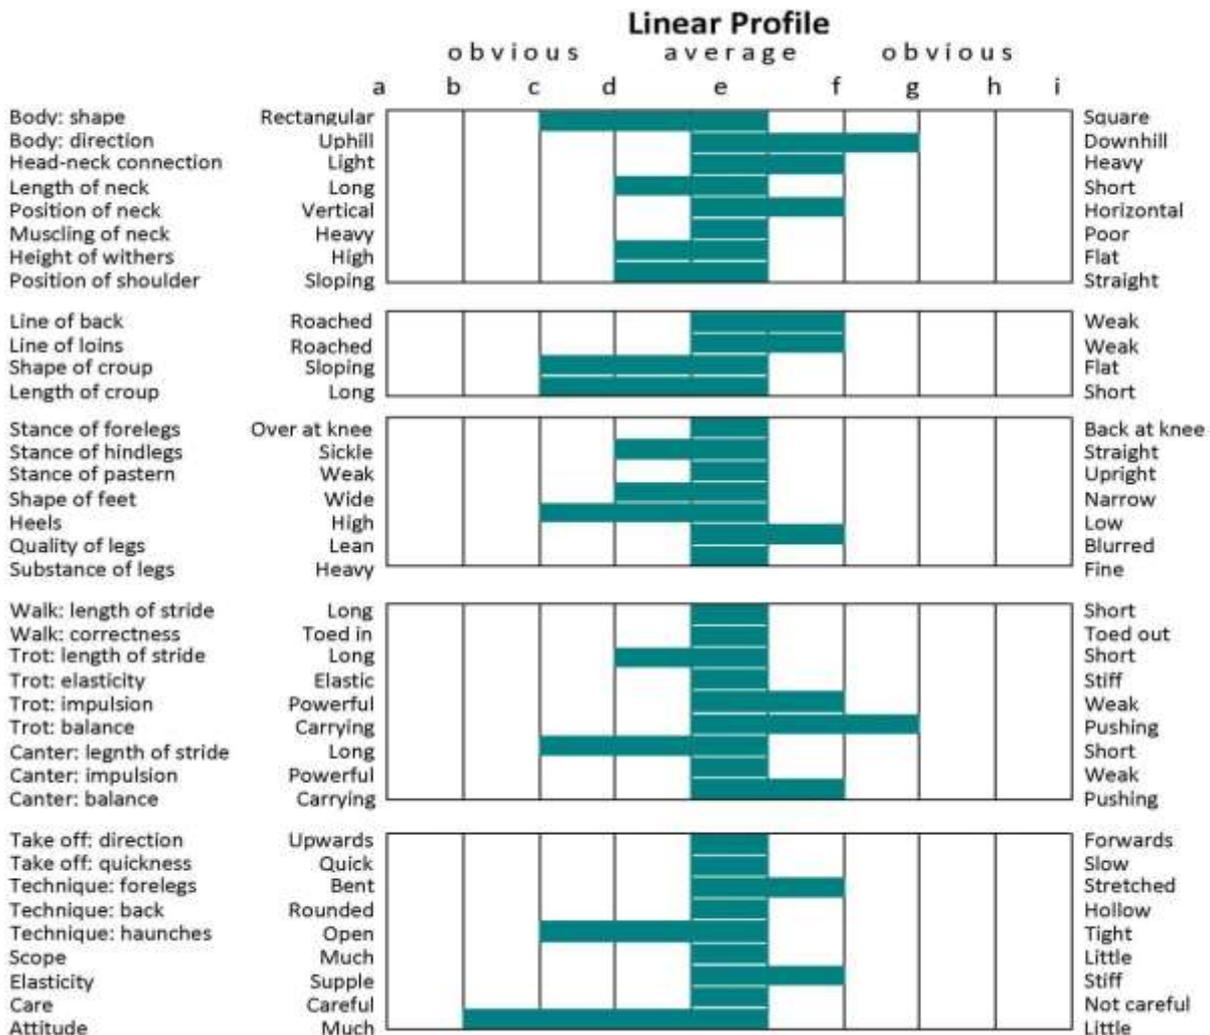 Linear Profile
obvious average obvious
a b c d e f g h i
Body: shape Rectangular Square
Body: direction Uphill Downhill
Head-neck connection Light Heavy
Length of neck Long Short
Position of neck Vertical Horizontal
Muscling of neck Heavy Poor
Height of withers High Flat
Position of shoulder Sloping Straight
Line of back Roached Weak
Line of loins Roached Weak
Shape of croup Sloping Flat
Length of croup Long Short
Stance of forelegs Over at knee Back at knee
Stance of hindlegs Sickle Straight
Stance of pastern Weak Upright
Shape of feet Wide Narrow
Heels High Low
Quality of legs Lean Blurred
Substance of legs Heavy Fine
Walk: length of stride Long Short
Walk: correctness Toed in Toed out
Trot: length of stride Long Short
Trot: elasticity Elastic Stiff
Trot: impulsion Powerful Weak
Trot: balance Carrying Pushing
Canter: legnth of stride Long Short
Canter: impulsion Powerful Weak
Canter: balance Carrying Pushing
Take off: direction Upwards Forwards
Take off: quickness Quick Slow
Technique: forelegs Bent Stretched
Technique: back Rounded Hollow
Technique: haunches Open Tight
Scope Much Little
Elasticity Supple Stiff
Care Careful Not careful
Attitude Much Little